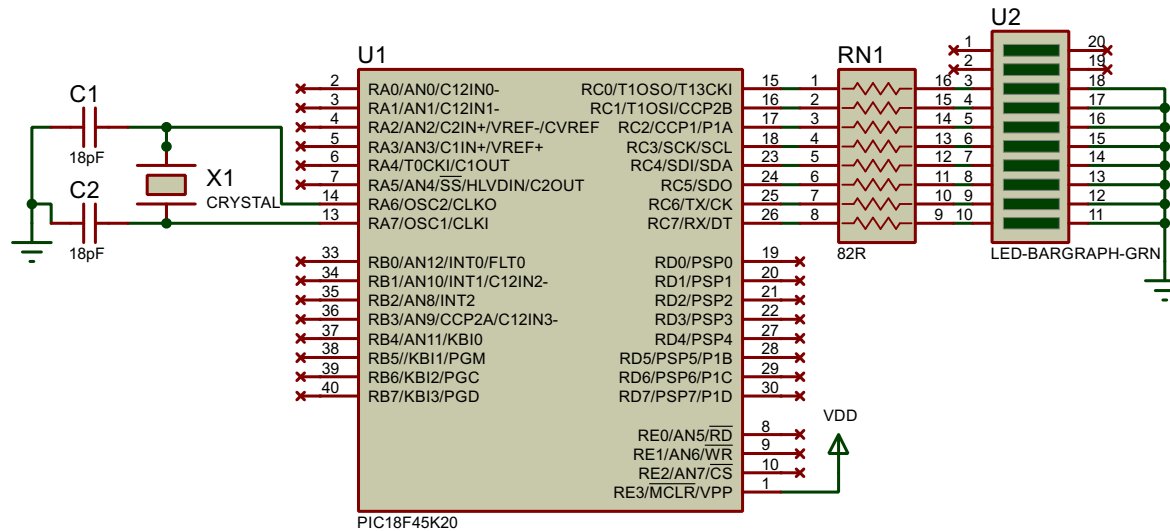 U2
U1
RN1
1 20
2 19
C1
18pF
C2
18pF
X1
CRYSTAL
2 RA0/AN0/C12IN0- RC0/T1OSO/T13CKI 15 1 16 3 18
3 RA1/AN1/C12IN1- RC1/T1OSI/CCP2B 16 2 15 4 17
4 RA2/AN2/C2IN+/VREF-/CVREF RC2/CCP1/P1A 17 3 14 5 16
5 RA3/AN3/C1IN+/VREF+ RC3/SCK/SCL 18 4 13 6 15
6 RA4/T0CKI/C1OUT RC4/SDI/SDA 23 5 12 7 14
7 RA5/AN4/SS/HLVDIN/C2OUT RC5/SDO 24 6 11 8 13
14 RA6/OSC2/CLKO RC6/TX/CK 25 7 10 9 12
13 RA7/OSC1/CLKI RC7/RX/DT 26 8 9 10 11
82R
LED-BARGRAPH-GRN
33 RB0/AN12/INT0/FLT0 RD0/PSP0 19
34 RB1/AN10/INT1/C12IN2- RD1/PSP1 20
35 RB2/AN8/INT2 RD2/PSP2 21
36 RB3/AN9/CCP2A/C12IN3- RD3/PSP3 22
37 RB4/AN11/KBI0 RD4/PSP4 27
38 RB5//KBI1/PGM RD5/PSP5/P1B 28
39 RB6/KBI2/PGC RD6/PSP6/P1C 29
40 RB7/KBI3/PGD RD7/PSP7/P1D 30
VDD
RE0/AN5/RD 8
RE1/AN6/WR 9
RE2/AN7/CS 10
RE3/MCLR/VPP 1
PIC18F45K20